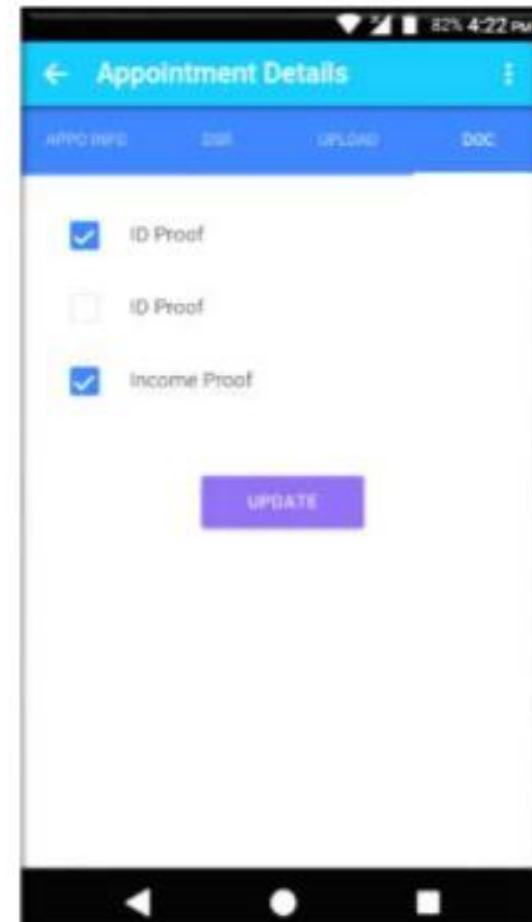 82% 4:22 PM
Appointment Details
APPO INFO DSR UPLOAD DOC
ID Proof
ID Proof
Income Proof
UPDATE